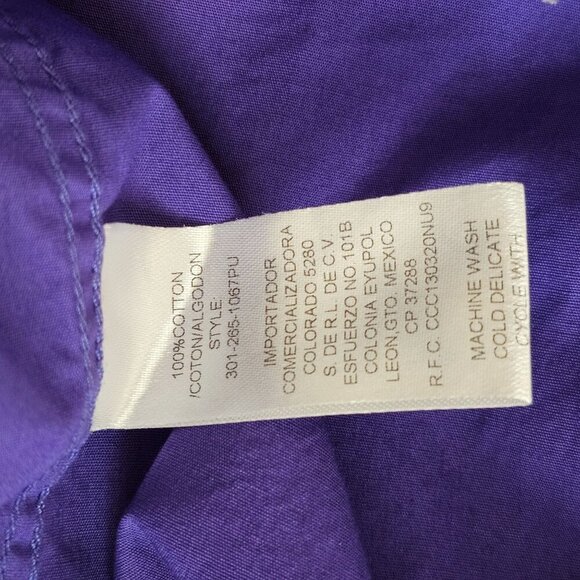 100%COTTON
/COTON/ALGODON
STYLE:
301-265-1067PU
IMPORTADOR
COMERCIALIZADORA
COLORADO 5280
S. DE R.L. DE C.V.
ESFUERZO NO 101B
COLONIA EYUPOL
LEON,GTO. MEXICO
CP 37288
R.F.C. CCC130320NU9
MACHINE WASH
COLD DELICATE
CYCLE WITH